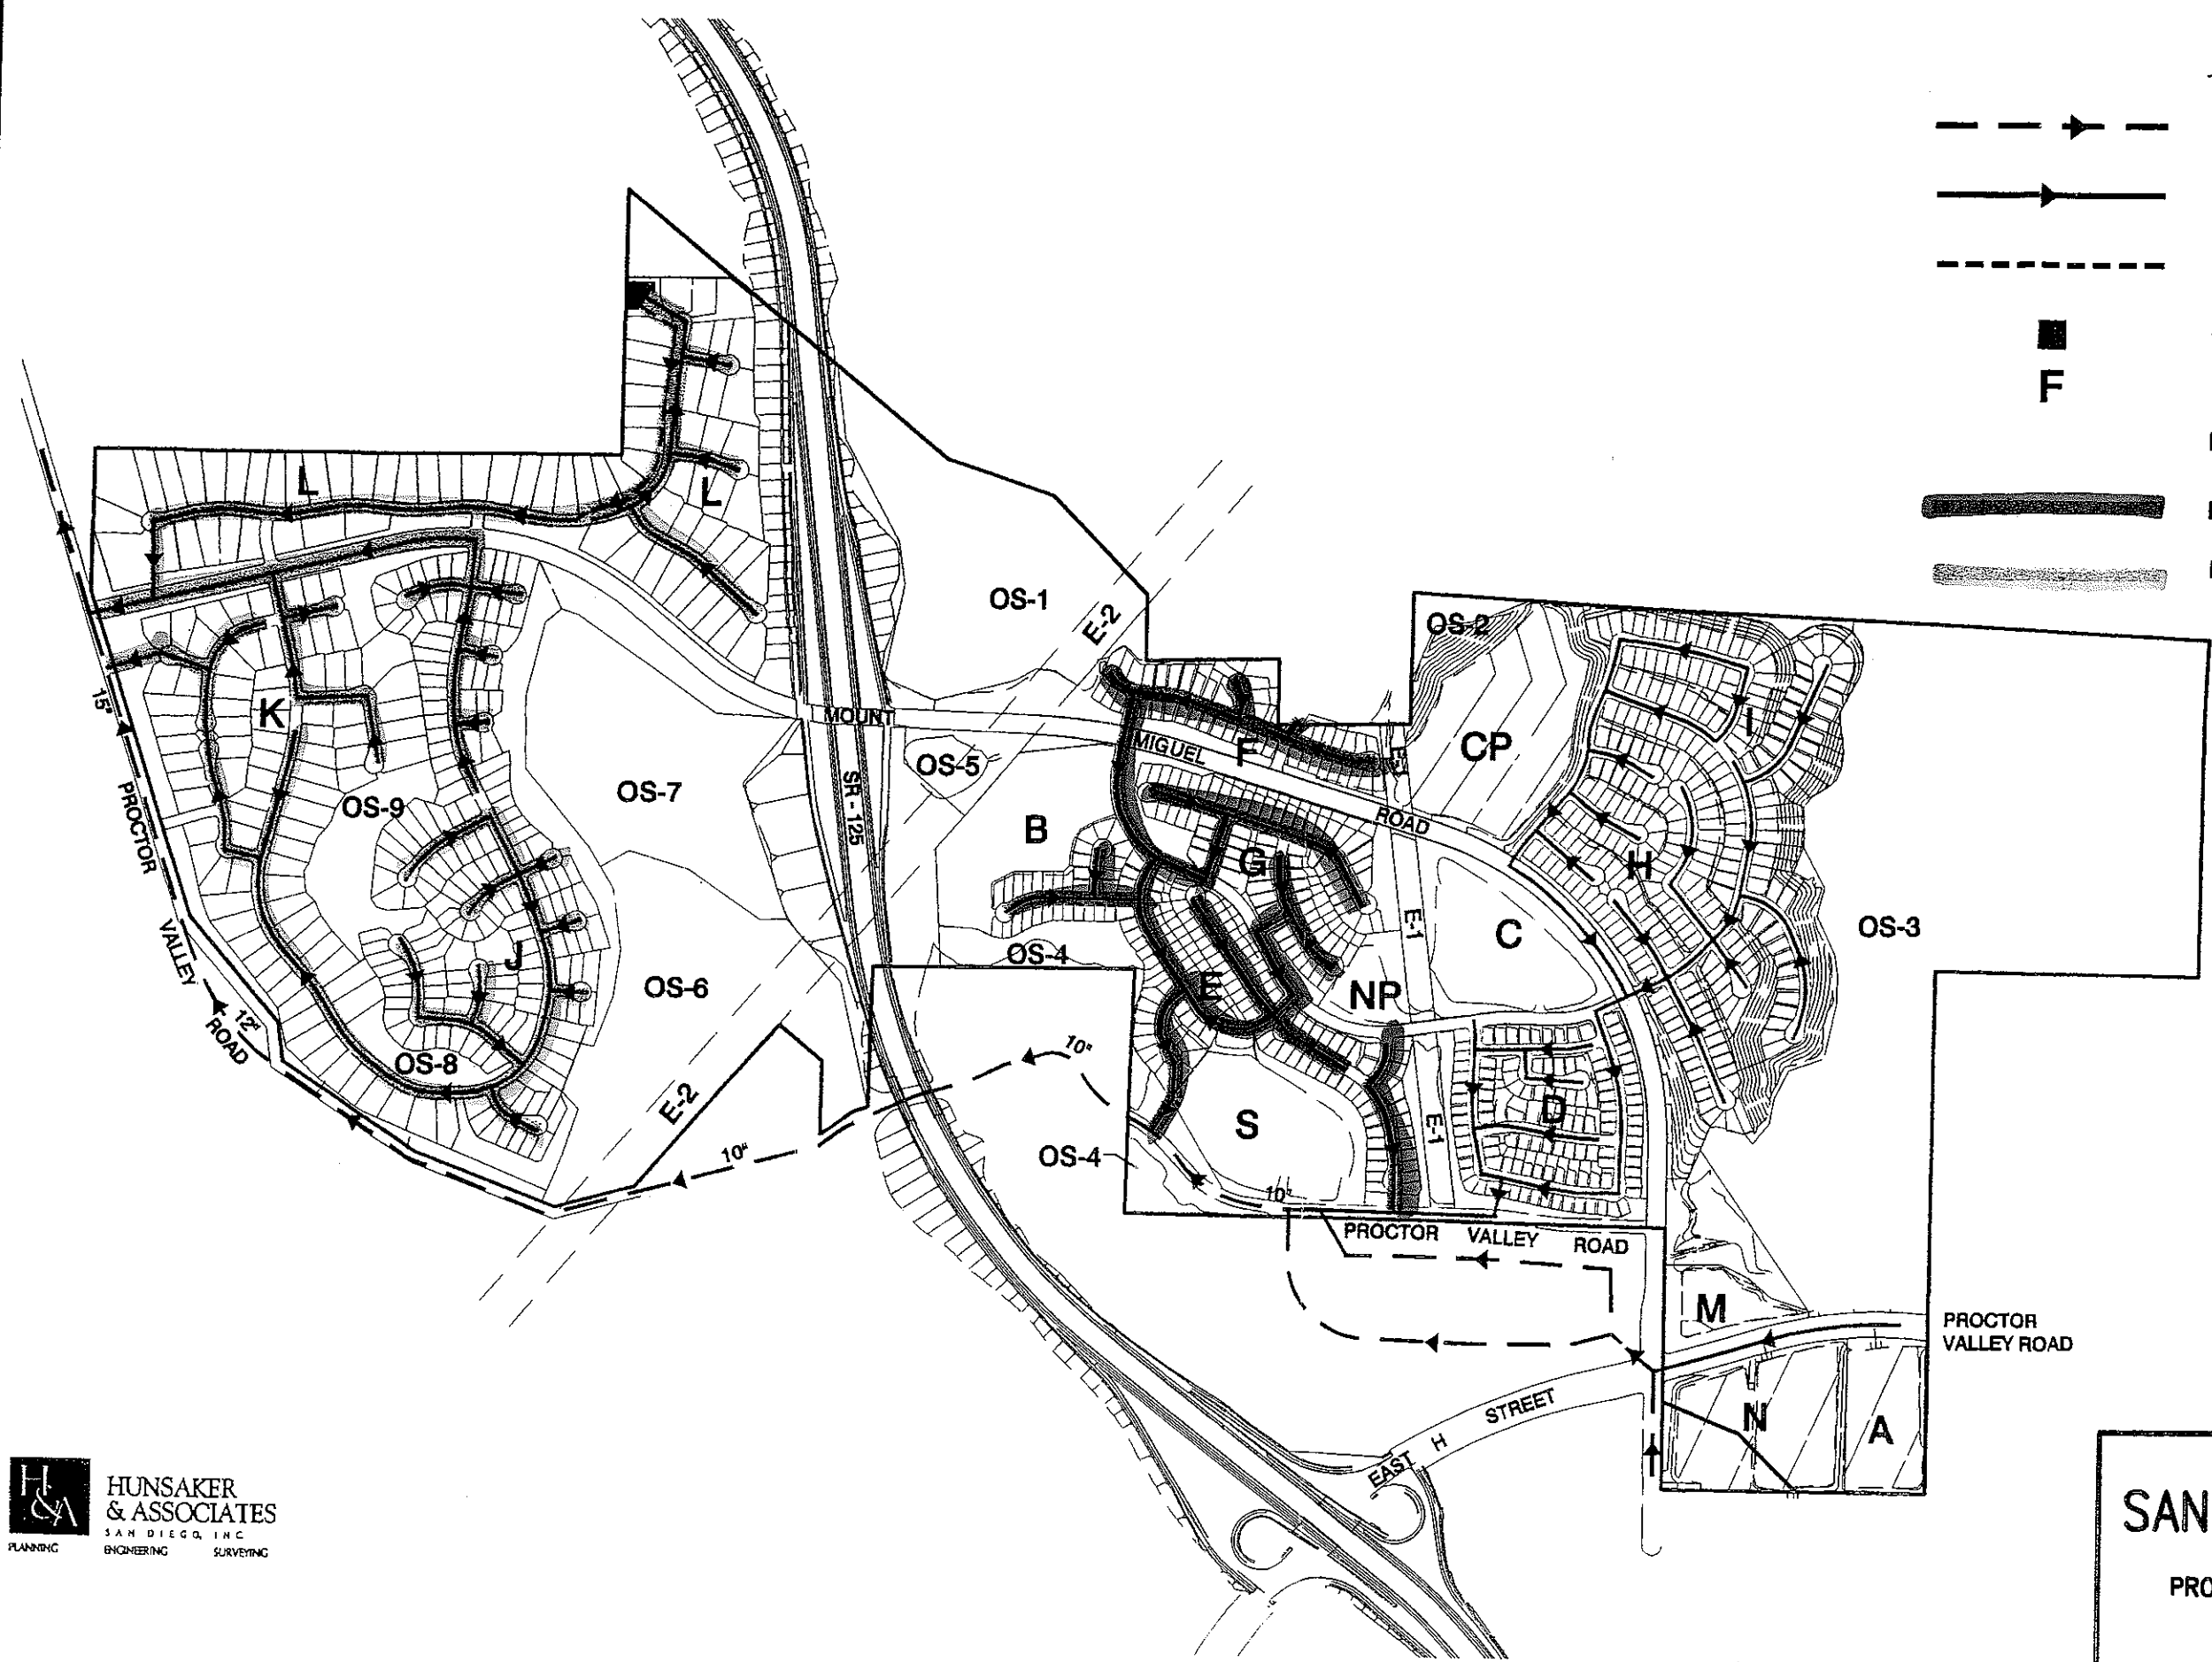 F
L
L
OS-1
E-2
OS-2
I
K
MOUNT
MIGUEL
ROAD
F
E-1
CP
OS-5
SR - 125
OS-7
OS-9
B
G
H
15"
PROCTOR
VALLEY
ROAD
12"
J
OS-6
OS-4
E
NP
E-1
C
OS-3
OS-8
E-2
10"
10"
S
E-1
D
OS-4
10"
PROCTOR VALLEY ROAD
M
PROCTOR
VALLEY ROAD
N
A
EAST H STREET
H&A
HUNSAKER
& ASSOCIATES
SAN DIEGO, INC
PLANNING ENGINEERING SURVEYING
SAN
PRO